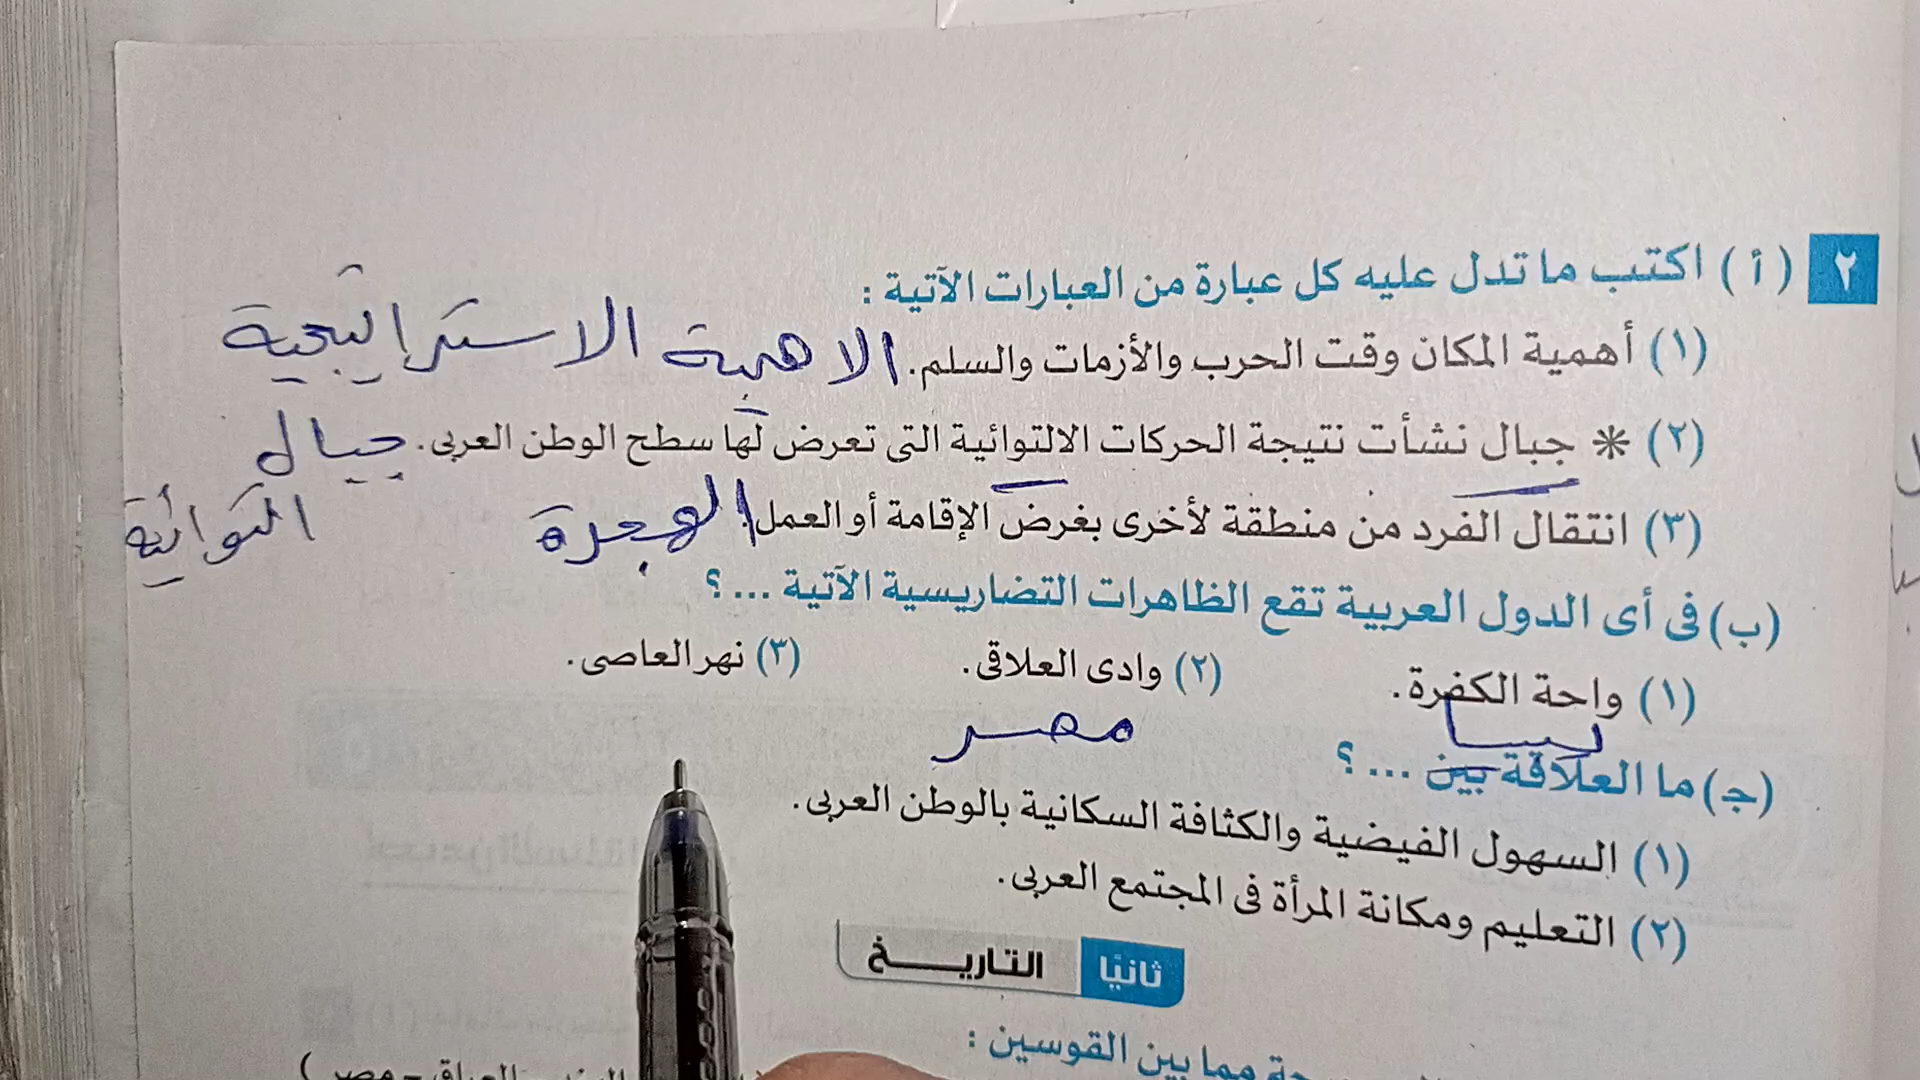 ٢ ( أ ) اكتب ما تدل عليه كل عبارة من العبارات الآتية :
(١) أهمية المكان وقت الحرب والأزمات والسلم. الاهمية الاستراتيجية
(٢) * جبال نشأت نتيجة الحركات الالتوائية التى تعرض لها سطح الوطن العربى. جبال
التوائية
(٣) انتقال الفرد من منطقة لأخرى بغرض الإقامة أو العمل. الهجرة
(ب) فى أى الدول العربية تقع الظاهرات التضاريسية الآتية ... ؟
(١) واحة الكفرة. (٢) وادى العلاقى. (٣) نهر العاصى.
ليبيا مصر
(جـ) ما العلاقة بين ... ؟
(١) السهول الفيضية والكثافة السكانية بالوطن العربى.
(٢) التعليم ومكانة المرأة فى المجتمع العربى.
ثانيًا التاريخ
مما بين القوسين :
العراق - مصر )